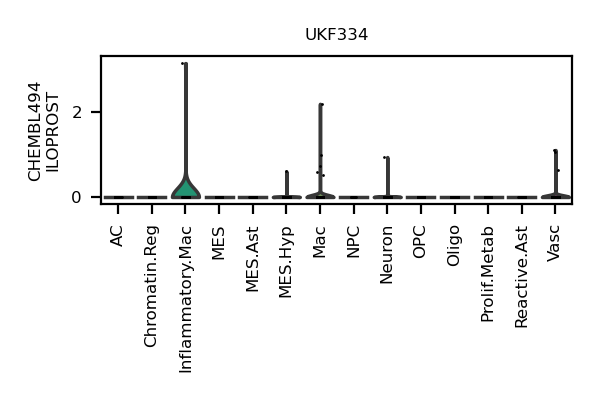 UKF334
CHEMBL494
ILOPROST
2
0
AC
Chromatin.Reg
Inflammatory.Mac
MES
MES.Ast
MES.Hyp
Mac
NPC
Neuron
OPC
Oligo
Prolif.Metab
Reactive.Ast
Vasc